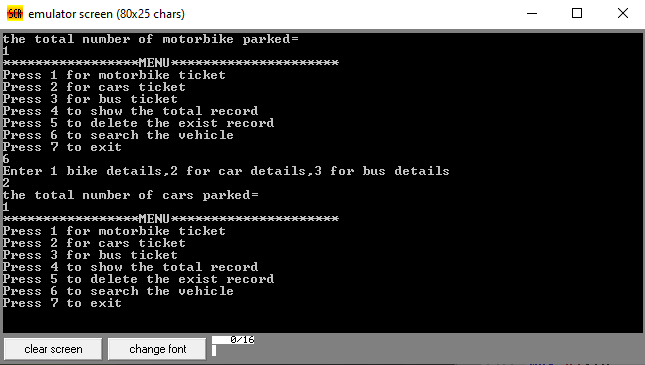 SCR emulator screen (80x25 chars)
the total number of motorbike parked=
1
*****************MENU*********************
Press 1 for motorbike ticket
Press 2 for cars ticket
Press 3 for bus ticket
Press 4 to show the total record
Press 5 to delete the exist record
Press 6 to search the vehicle
Press 7 to exit
6
Enter 1 bike details,2 for car details,3 for bus details
2
the total number of cars parked=
1
*****************MENU*********************
Press 1 for motorbike ticket
Press 2 for cars ticket
Press 3 for bus ticket
Press 4 to show the total record
Press 5 to delete the exist record
Press 6 to search the vehicle
Press 7 to exit
clear screen change font 0/16